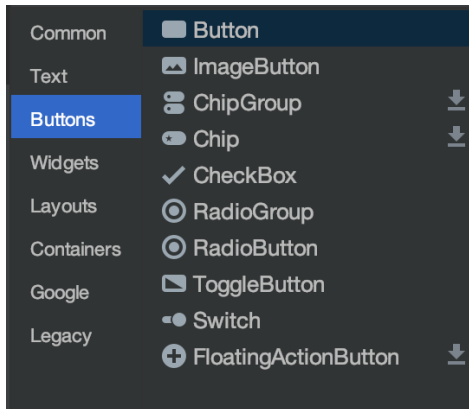 Common
Text
Buttons
Widgets
Layouts
Containers
Google
Legacy
Button
ImageButton
ChipGroup
Chip
CheckBox
RadioGroup
RadioButton
ToggleButton
Switch
FloatingActionButton